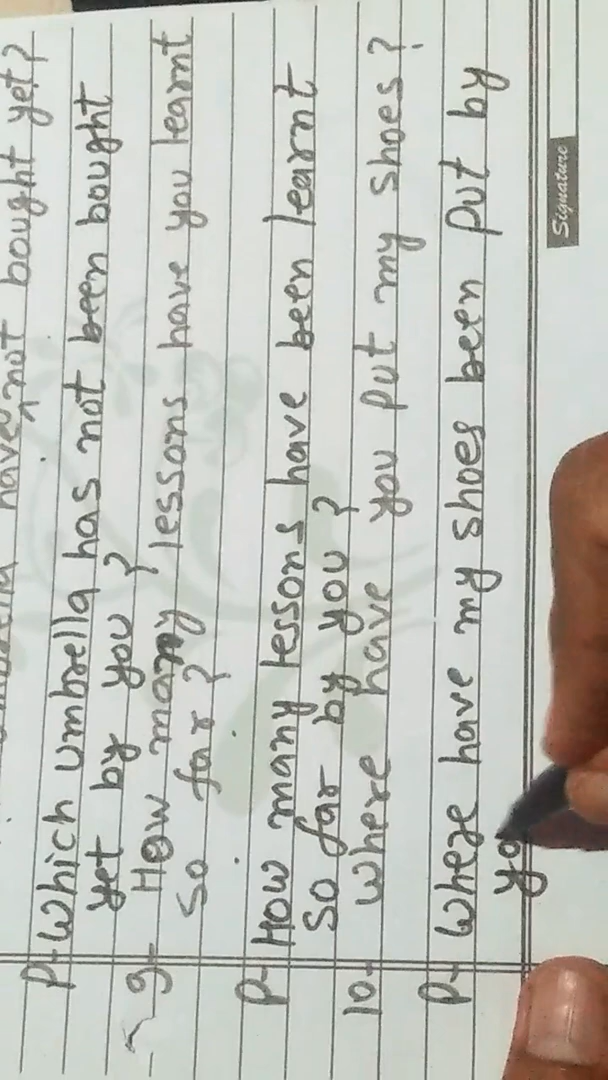 have not bought yet?
P- Which umbrella has not been bought
yet by you?
9- How many lessons have you learnt
so far?
P- How many lessons have been learnt
so far by you?
10- where have you put my shoes?
P- Where have my shoes been put by
yo
Signature